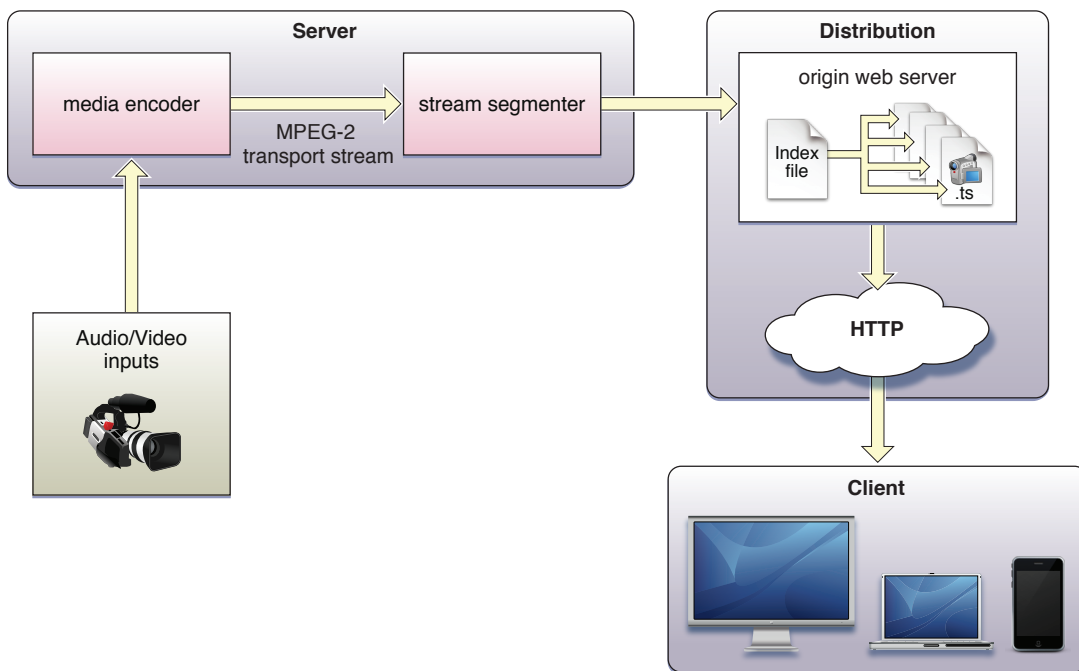 Server
media encoder
MPEG-2
transport stream
stream segmenter
Distribution
origin web server
Index
file
.ts
HTTP
Audio/Video
inputs
Client